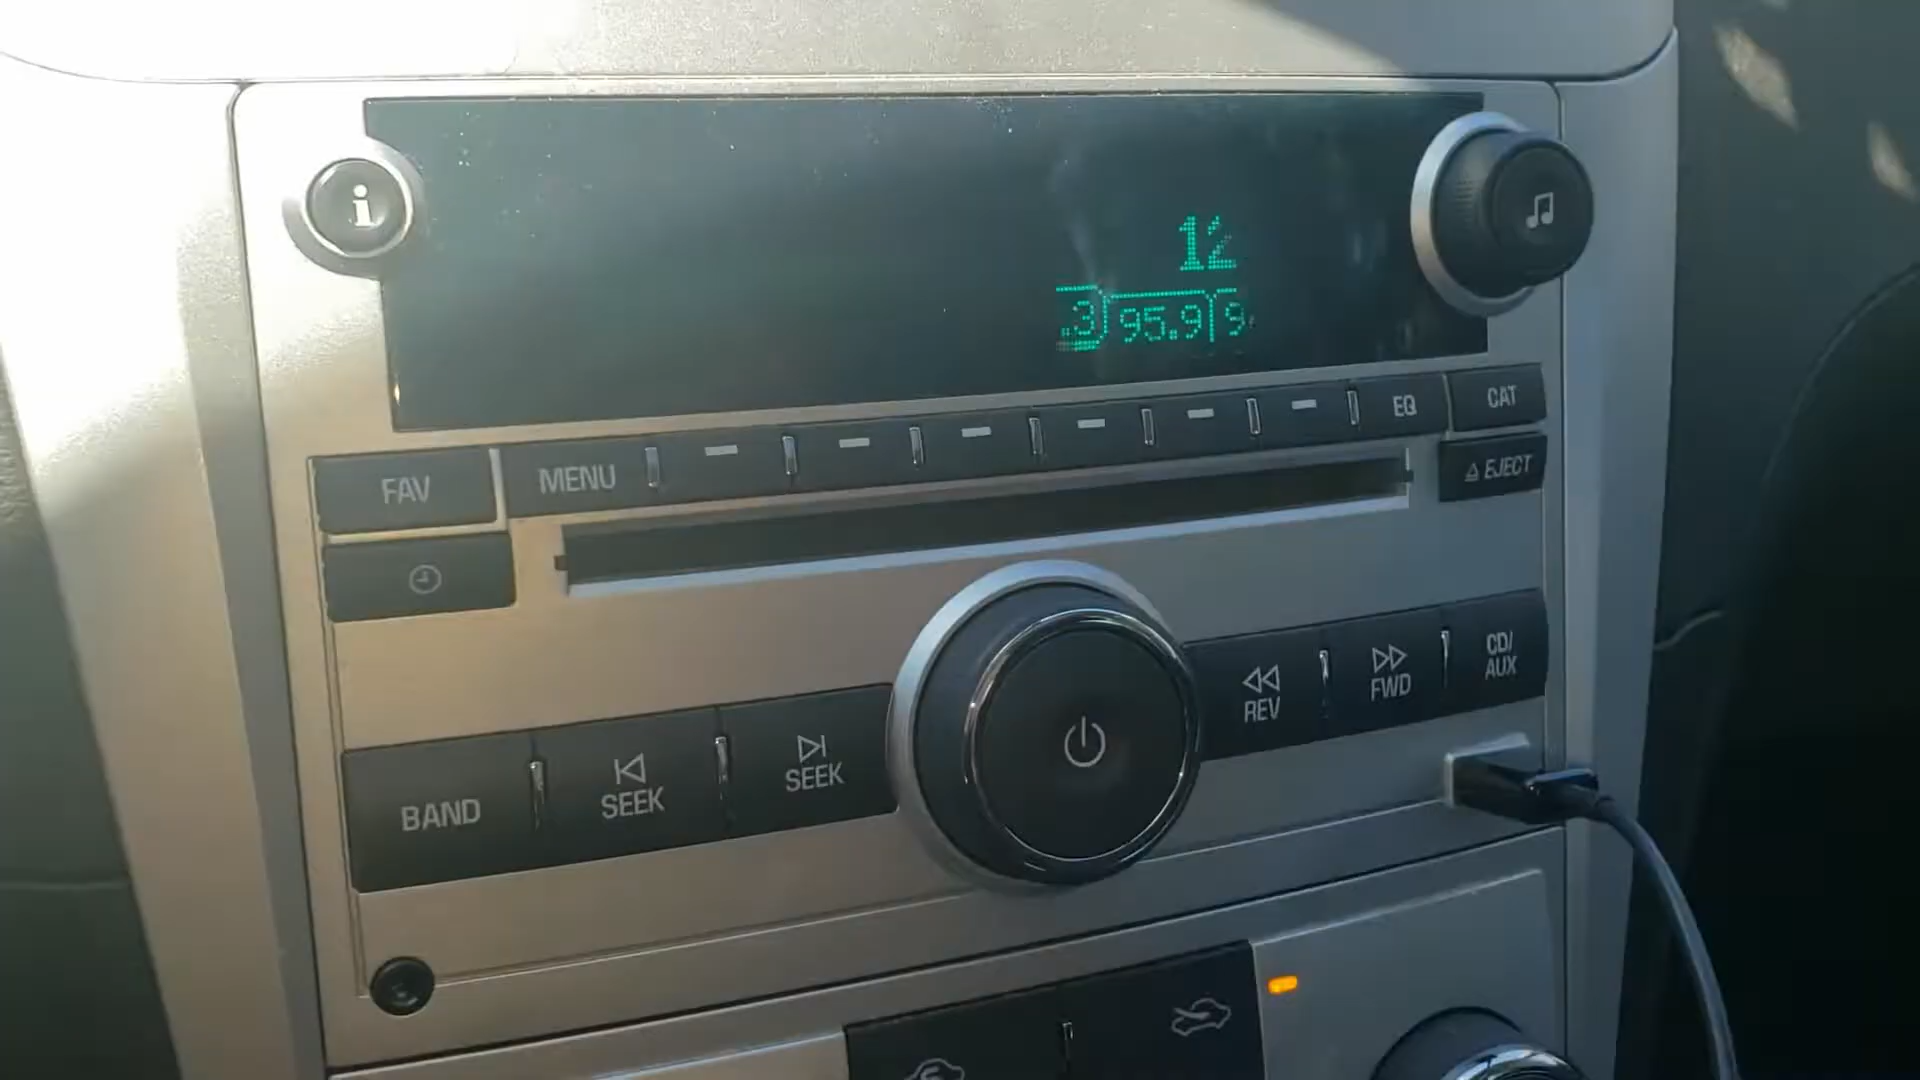 i
12
.3 95.9 9
EQ
CAT
FAV
MENU
EJECT
BAND
SEEK
SEEK
REV
FWD
CD/
AUX